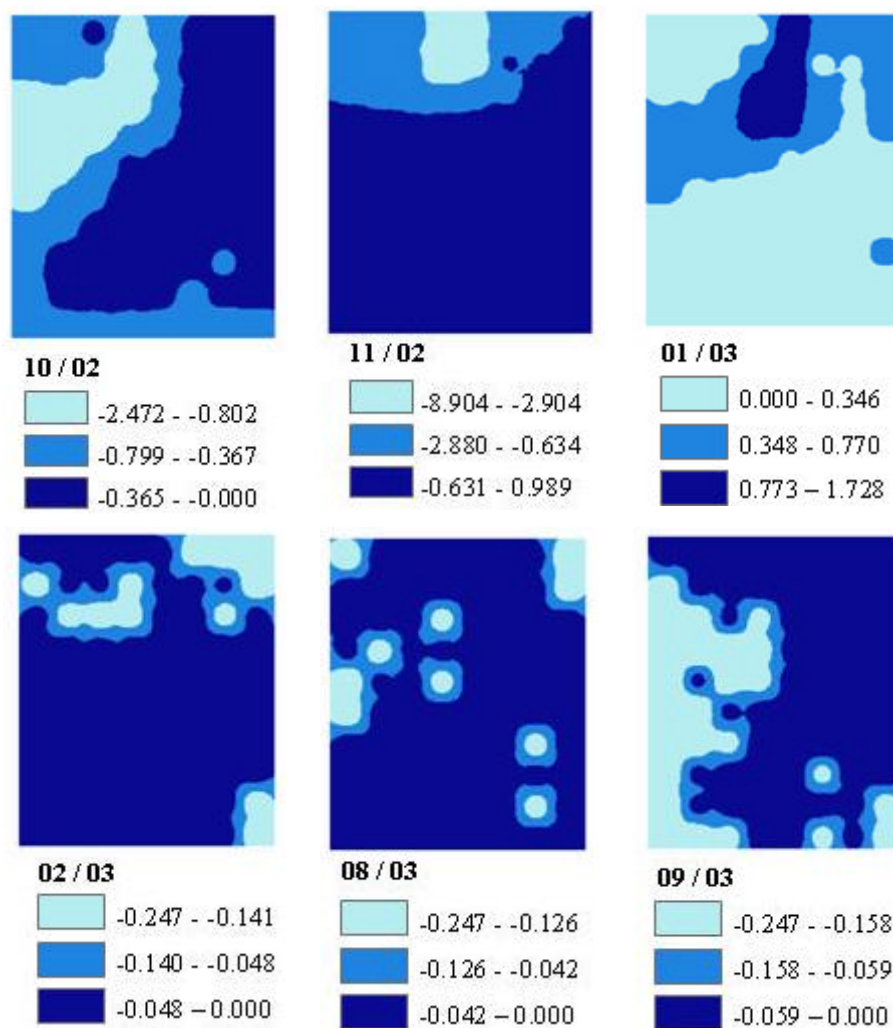 10 / 02
-2.472 - -0.802
-0.799 - -0.367
-0.365 - -0.000
11 / 02
-8.904 - -2.904
-2.880 - -0.634
-0.631 - 0.989
01 / 03
0.000 - 0.346
0.348 - 0.770
0.773 – 1.728
02 / 03
-0.247 - -0.141
-0.140 - -0.048
-0.048 – 0.000
08 / 03
-0.247 - -0.126
-0.126 - -0.042
-0.042 – 0.000
09 / 03
-0.247 - -0.158
-0.158 - -0.059
-0.059 – 0.000